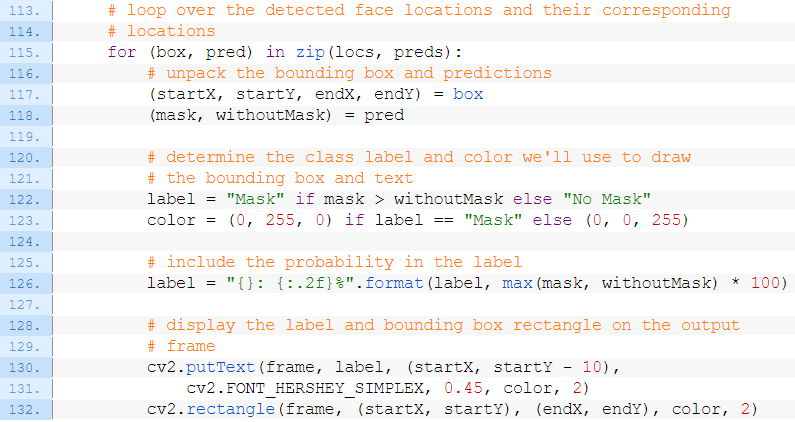 113. # loop over the detected face locations and their corresponding
114. # locations
115. for (box, pred) in zip(locs, preds):
116. # unpack the bounding box and predictions
117. (startX, startY, endX, endY) = box
118. (mask, withoutMask) = pred
119.
120. # determine the class label and color we'll use to draw
121. # the bounding box and text
122. label = "Mask" if mask > withoutMask else "No Mask"
123. color = (0, 255, 0) if label == "Mask" else (0, 0, 255)
124.
125. # include the probability in the label
126. label = "{}: {:.2f}%".format(label, max(mask, withoutMask) * 100)
127.
128. # display the label and bounding box rectangle on the output
129. # frame
130. cv2.putText(frame, label, (startX, startY - 10),
131. cv2.FONT_HERSHEY_SIMPLEX, 0.45, color, 2)
132. cv2.rectangle(frame, (startX, startY), (endX, endY), color, 2)